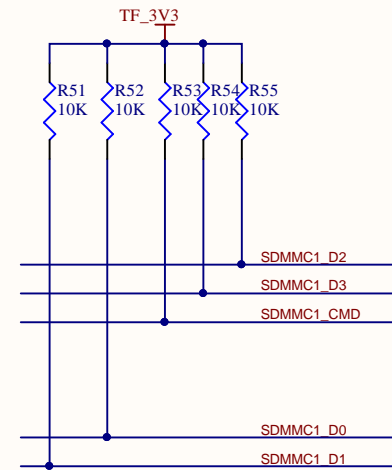 TF_3V3
R51 R52 R53 R54 R55
10K 10K 10K 10K 10K
SDMMC1_D2
SDMMC1_D3
SDMMC1_CMD
SDMMC1_D0
SDMMC1_D1